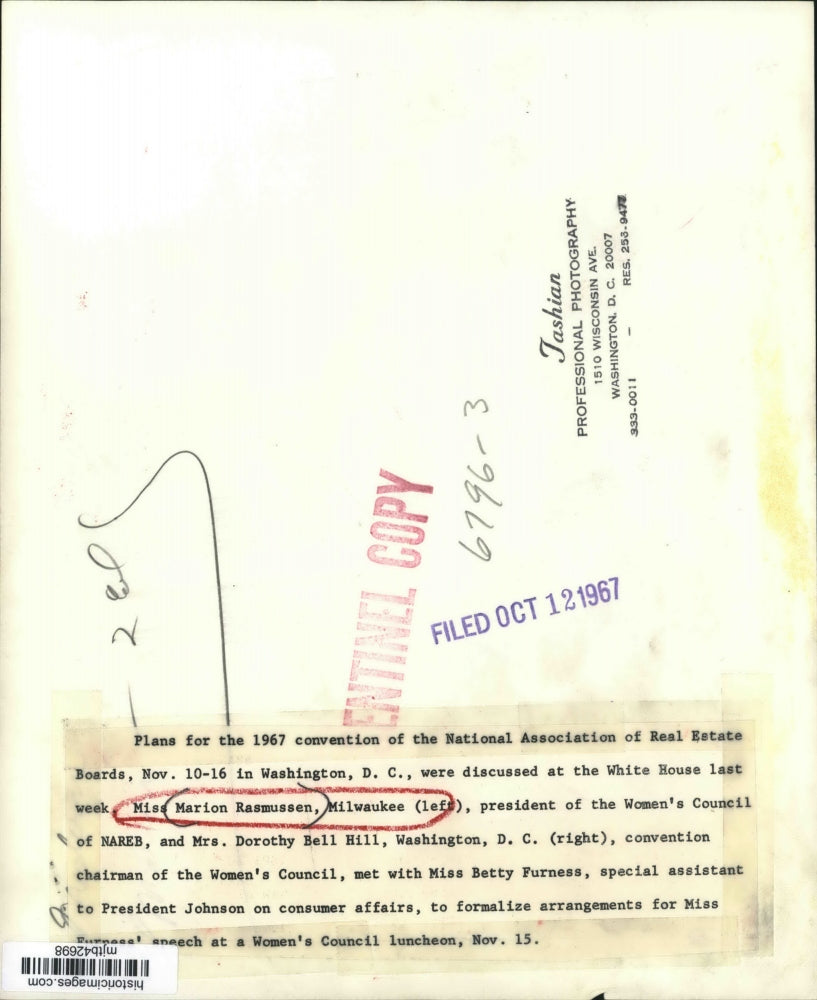 Tashian
PROFESSIONAL PHOTOGRAPHY
1510 WISCONSIN AVE.
WASHINGTON, D. C. 20007
333-0011 – RES.
6796-3
ENTINEL COPY
FILED OCT 12 1967
2
Plans for the 1967 convention of the National Association of Real Estate
Boards, Nov. 10-16 in Washington, D. C., were discussed at the White House last
week. Miss Marion Rasmussen, Milwaukee (left), president of the Women's Council
of NAREB, and Mrs. Dorothy Bell Hill, Washington, D. C. (right), convention
chairman of the Women's Council, met with Miss Betty Furness, special assistant
to President Johnson on consumer affairs, to formalize arrangements for Miss
Furness' speech at a Women's Council luncheon, Nov. 15.
mjtb42698
historicimages.com